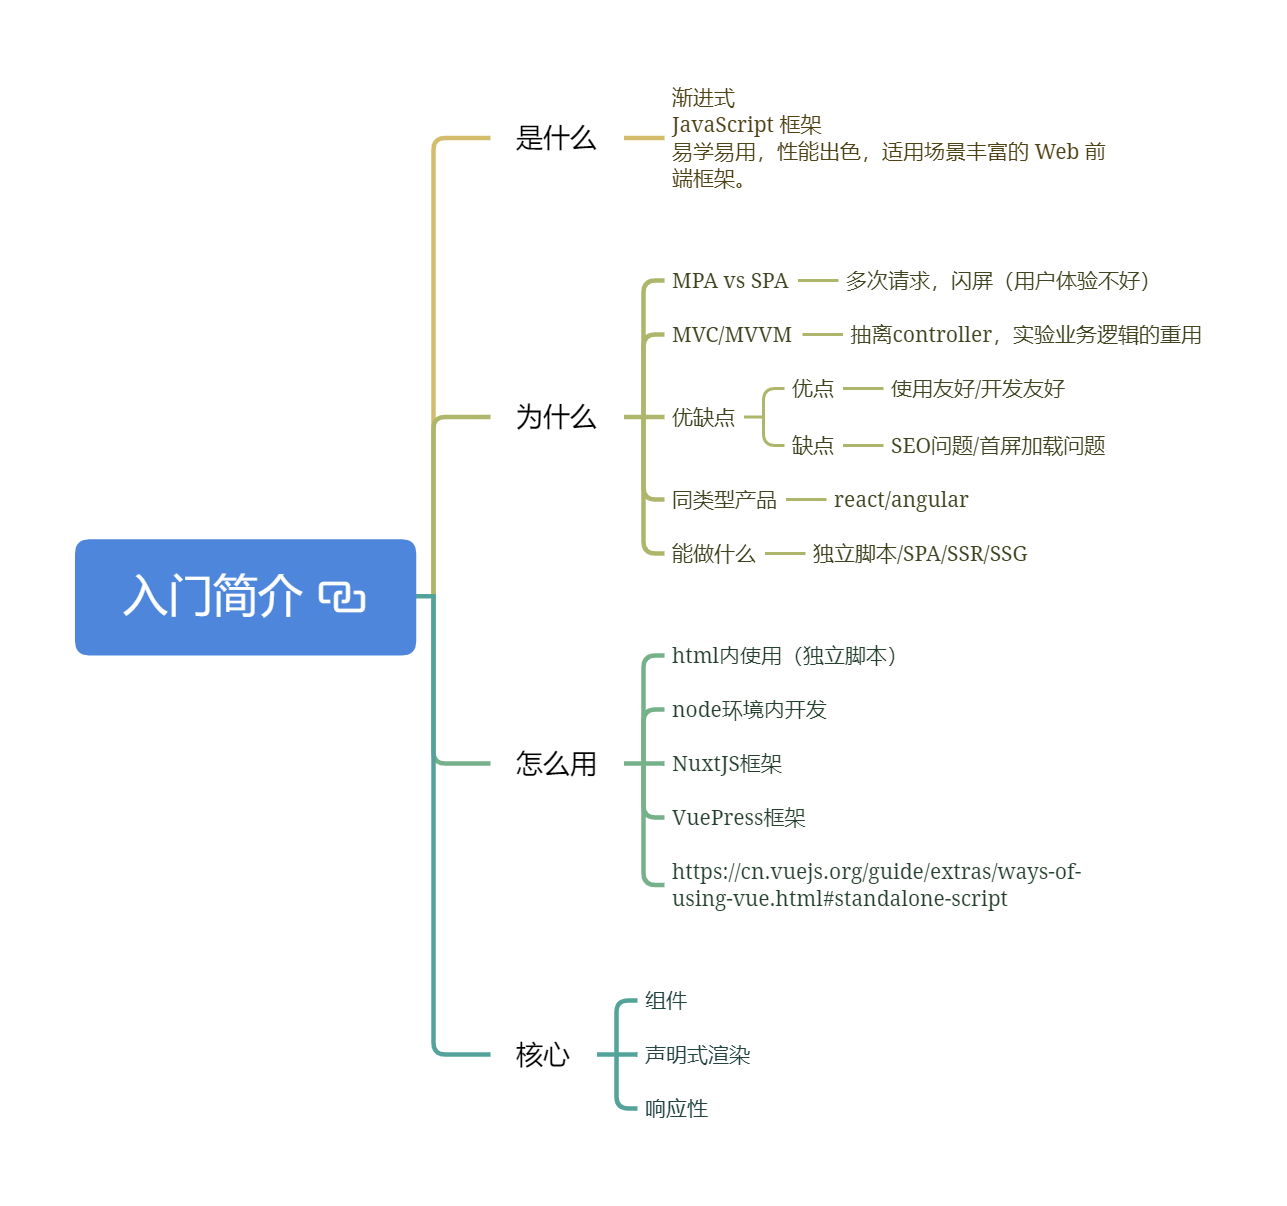 入门简介
是什么
渐进式
JavaScript 框架
易学易用，性能出色，适用场景丰富的 Web 前
端框架。
为什么
MPA vs SPA
多次请求，闪屏（用户体验不好）
MVC/MVVM
抽离controller，实验业务逻辑的重用
优缺点
优点
使用友好/开发友好
缺点
SEO问题/首屏加载问题
同类型产品
react/angular
能做什么
独立脚本/SPA/SSR/SSG
怎么用
html内使用（独立脚本）
node环境内开发
NuxtJS框架
VuePress框架
https://cn.vuejs.org/guide/extras/ways-of-
using-vue.html#standalone-script
核心
组件
声明式渲染
响应性